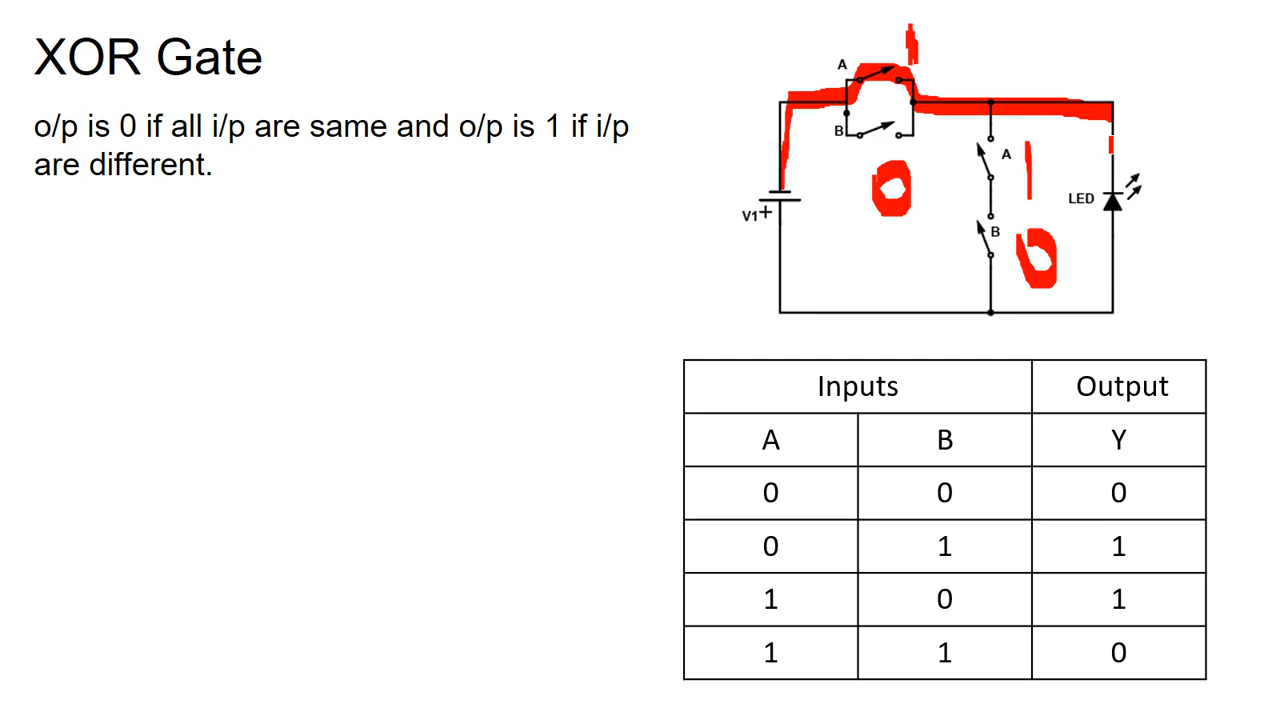 XOR Gate
o/p is 0 if all i/p are same and o/p is 1 if i/p
are different.
1
A
B
0
A
1
B
0
V1+
LED
Inputs Output
A B Y
0 0 0
0 1 1
1 0 1
1 1 0